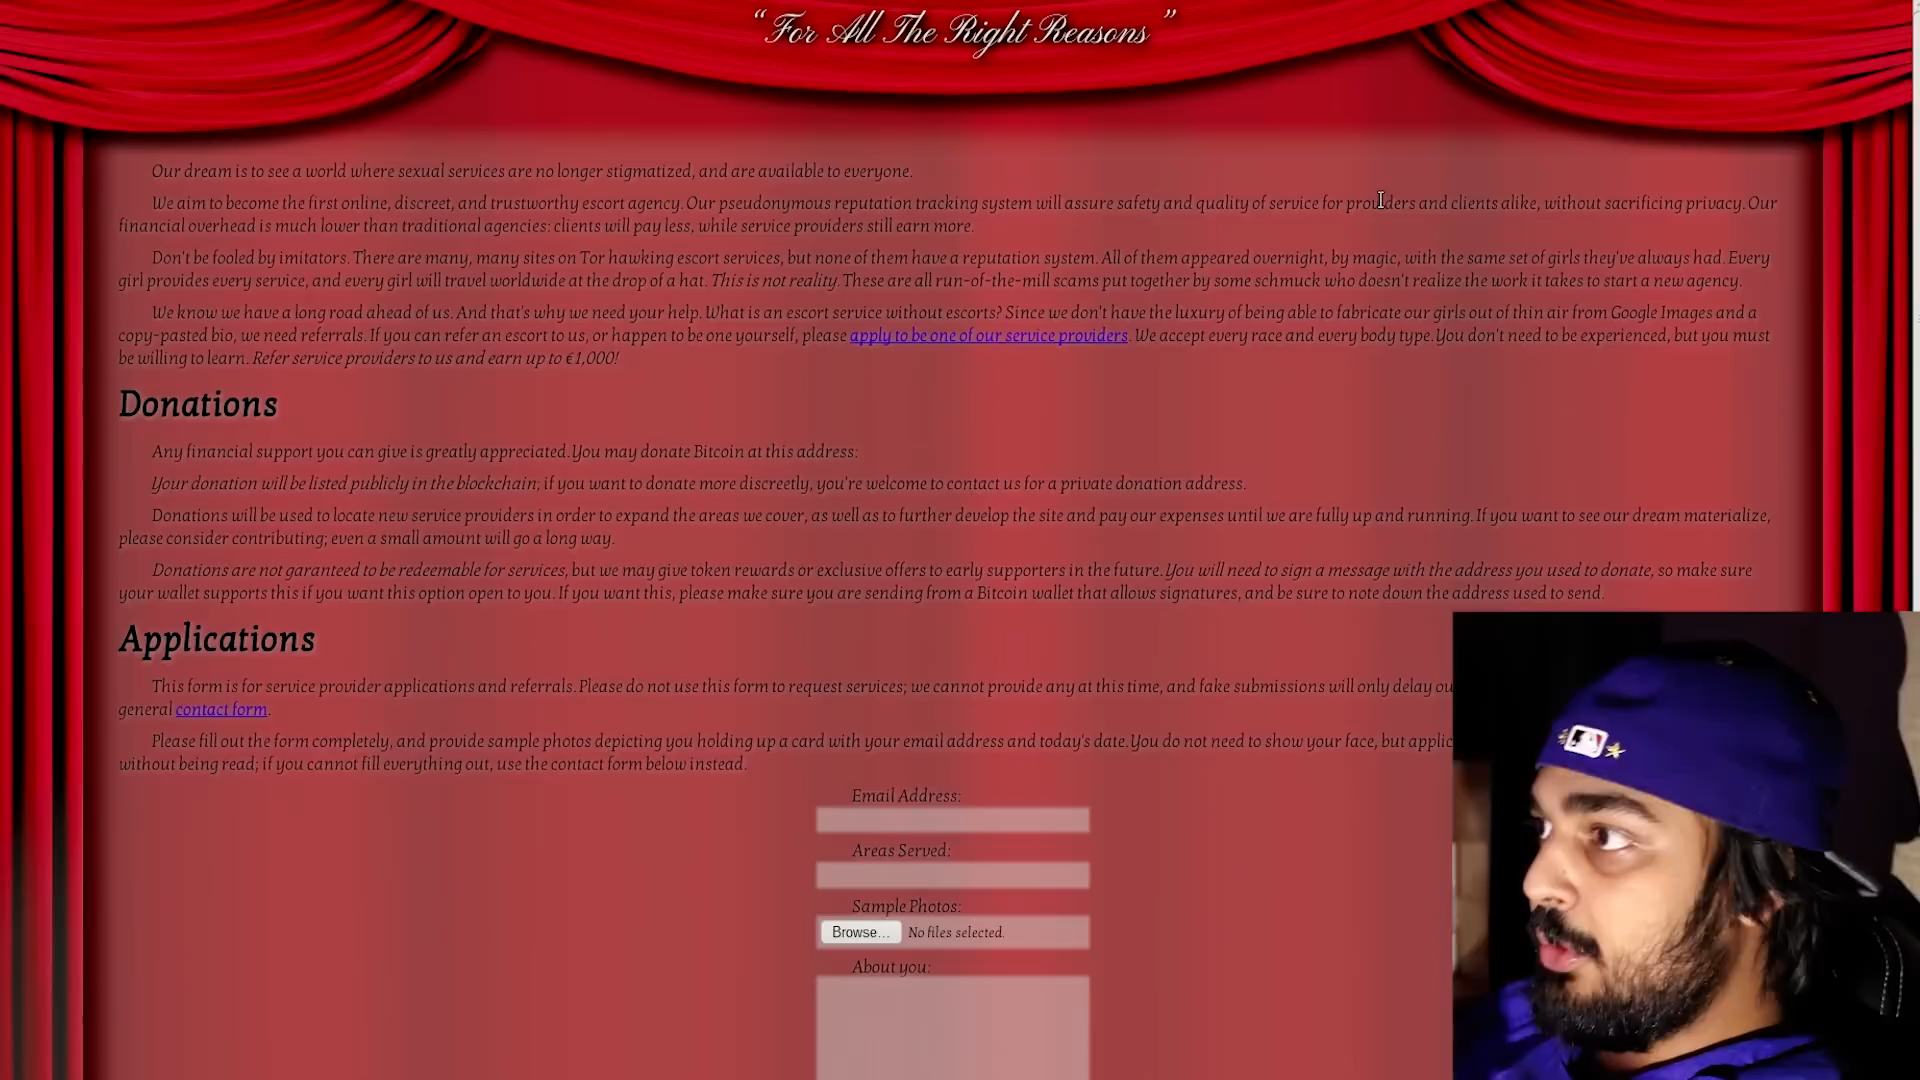 “ For All The Right Reasons ”
Our dream is to see a world where sexual services are no longer stigmatized, and are available to everyone.
We aim to become the first online, discreet, and trustworthy escort agency. Our pseudonymous reputation tracking system will assure safety and quality of service for providers and clients alike, without sacrificing privacy. Our
financial overhead is much lower than traditional agencies: clients will pay less, while service providers still earn more.
Don't be fooled by imitators. There are many, many sites on Tor hawking escort services, but none of them have a reputation system. All of them appeared overnight, by magic, with the same set of girls they've always had. Every
girl provides every service, and every girl will travel worldwide at the drop of a hat. This is not reality. These are all run-of-the-mill scams put together by some schmuck who doesn't realize the work it takes to start a new agency.
We know we have a long road ahead of us. And that's why we need your help. What is an escort service without escorts? Since we don't have the luxury of being able to fabricate our girls out of thin air from Google Images and a
copy-pasted bio, we need referrals. If you can refer an escort to us, or happen to be one yourself, please apply to be one of our service providers. We accept every race and every body type. You don't need to be experienced, but you must
be willing to learn. Refer service providers to us and earn up to €1,000!
Donations
Any financial support you can give is greatly appreciated. You may donate Bitcoin at this address:
Your donation will be listed publicly in the blockchain; if you want to donate more discreetly, you're welcome to contact us for a private donation address.
Donations will be used to locate new service providers in order to expand the areas we cover, as well as to further develop the site and pay our expenses until we are fully up and running. If you want to see our dream materialize,
please consider contributing; even a small amount will go a long way.
Donations are not garanteed to be redeemable for services, but we may give token rewards or exclusive offers to early supporters in the future. You will need to sign a message with the address you used to donate, so make sure
your wallet supports this if you want this option open to you. If you want this, please make sure you are sending from a Bitcoin wallet that allows signatures, and be sure to note down the address used to send.
Applications
This form is for service provider applications and referrals. Please do not use this form to request services; we cannot provide any at this time, and fake submissions will only delay ou
general contact form.
Please fill out the form completely, and provide sample photos depicting you holding up a card with your email address and today's date. You do not need to show your face, but applic
without being read; if you cannot fill everything out, use the contact form below instead.
Email Address:
Areas Served:
Sample Photos:
Browse... No files selected.
About you: